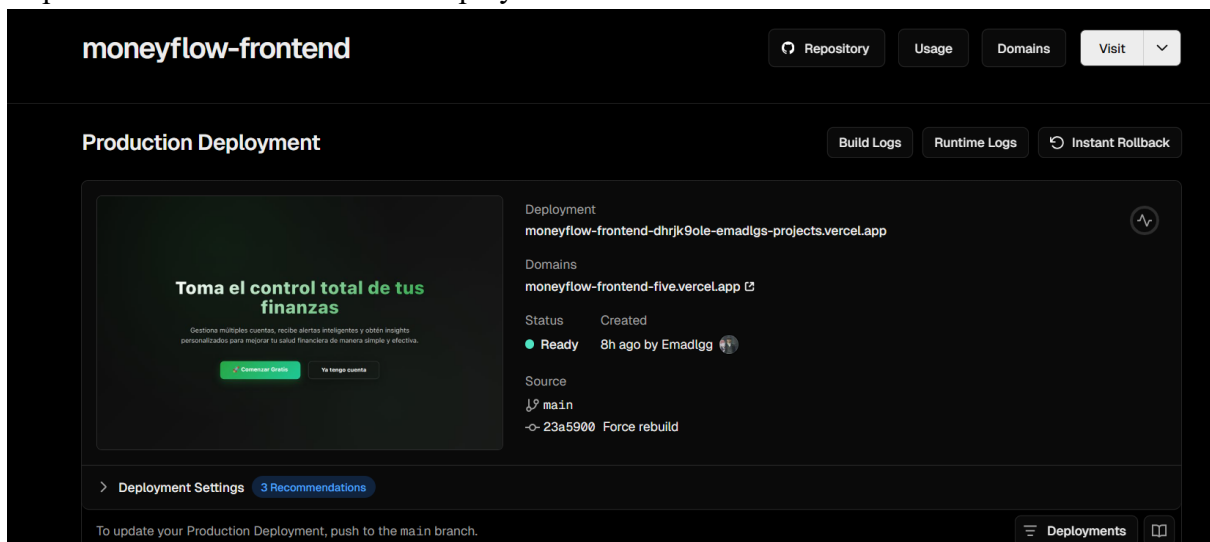 moneyflow-frontend
Repository
Usage
Domains
Visit
Production Deployment
Build Logs
Runtime Logs
Instant Rollback
Toma el control total de tus
finanzas
Gestiona múltiples cuentas, recibe alertas inteligentes y obtén insights
personalizados para mejorar tu salud financiera de manera simple y efectiva.
Comenzar Gratis
Ya tengo cuenta
Deployment
moneyflow-frontend-dhrjk9ole-emadlgs-projects.vercel.app
Domains
moneyflow-frontend-five.vercel.app
Status Created
Ready 8h ago by Emadlgg
Source
main
23a5900 Force rebuild
Deployment Settings 3 Recommendations
To update your Production Deployment, push to the main branch.
Deployments